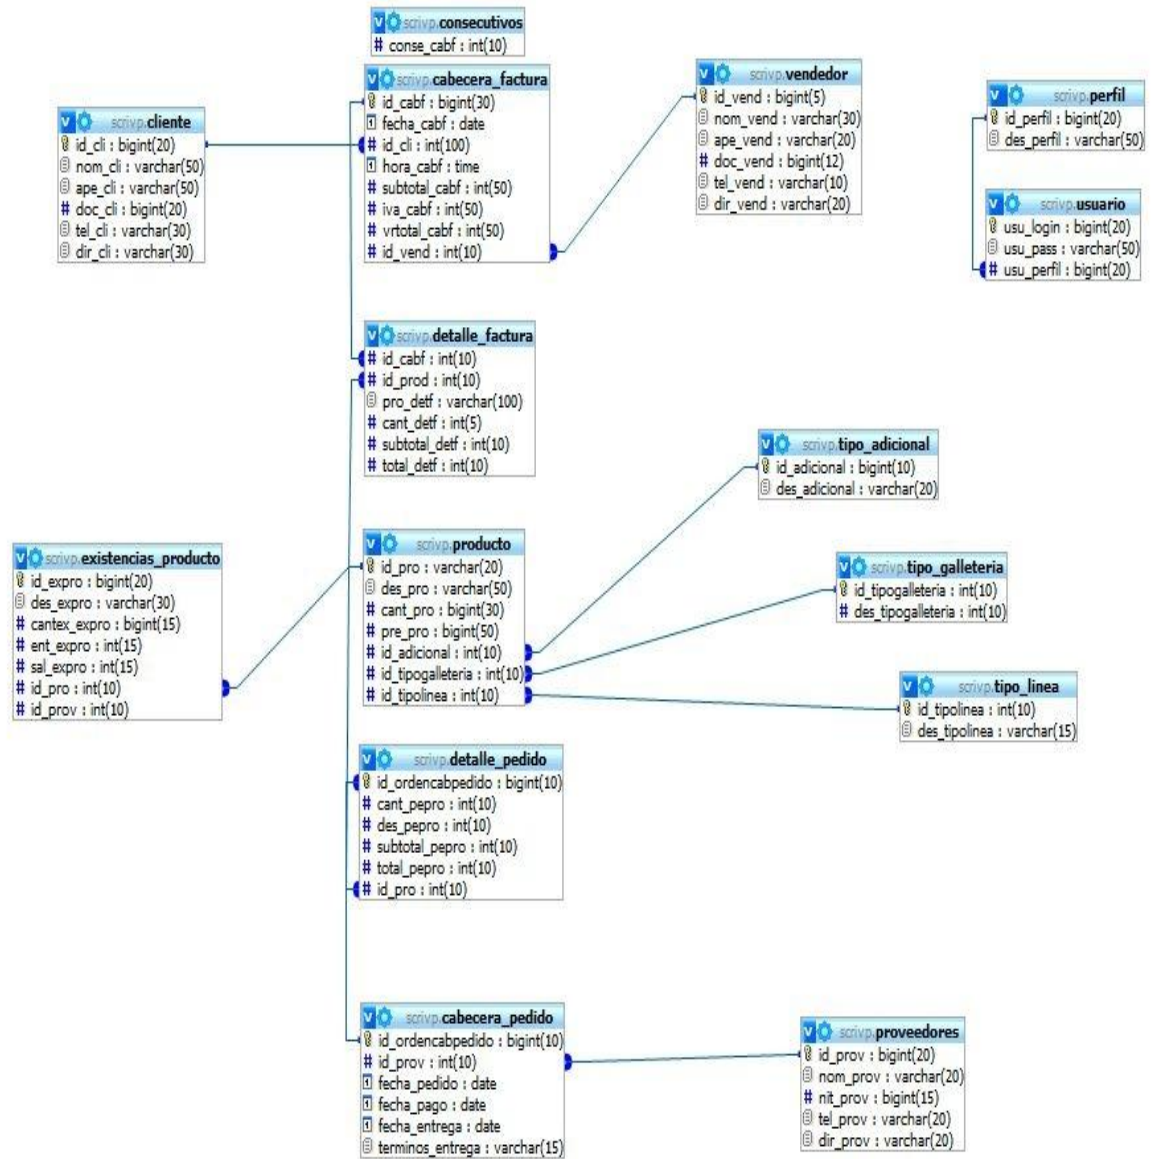 scrivp.consecutivos
conse_cabf : int(10)
scrivp.cabecera_factura
id_cabf : bigint(30)
fecha_cabf : date
id_cli : int(100)
hora_cabf : time
subtotal_cabf : int(50)
iva_cabf : int(50)
vrtotal_cabf : int(50)
id_vend : int(10)
scrivp.vendedor
id_vend : bigint(5)
nom_vend : varchar(30)
ape_vend : varchar(20)
doc_vend : bigint(12)
tel_vend : varchar(10)
dir_vend : varchar(20)
scrivp.perfil
id_perfil : bigint(20)
des_perfil : varchar(50)
scrivp.cliente
id_cli : bigint(20)
nom_cli : varchar(50)
ape_cli : varchar(50)
doc_cli : bigint(20)
tel_cli : varchar(30)
dir_cli : varchar(30)
scrivp.usuario
usu_login : bigint(20)
usu_pass : varchar(50)
usu_perfil : bigint(20)
scrivp.detalle_factura
id_cabf : int(10)
id_prod : int(10)
pro_detf : varchar(100)
cant_detf : int(5)
subtotal_detf : int(10)
total_detf : int(10)
scrivp.tipo_adicional
id_adicional : bigint(10)
des_adicional : varchar(20)
scrivp.existencias_producto
id_expro : bigint(20)
des_expro : varchar(30)
cantex_expro : bigint(15)
ent_expro : int(15)
sal_expro : int(15)
id_pro : int(10)
id_prov : int(10)
scrivp.producto
id_pro : varchar(20)
des_pro : varchar(50)
cant_pro : bigint(30)
pre_pro : bigint(50)
id_adicional : int(10)
id_tipogalleteria : int(10)
id_tipolinea : int(10)
scrivp.tipo_galleteria
id_tipogalleteria : int(10)
des_tipogalleteria : int(10)
scrivp.tipo_linea
id_tipolinea : int(10)
des_tipolinea : varchar(15)
scrivp.detalle_pedido
id_ordencabpedido : bigint(10)
cant_pepro : int(10)
des_pepro : int(10)
subtotal_pepro : int(10)
total_pepro : int(10)
id_pro : int(10)
scrivp.cabecera_pedido
id_ordencabpedido : bigint(10)
id_prov : int(10)
fecha_pedido : date
fecha_pago : date
fecha_entrega : date
terminos_entrega : varchar(15)
scrivp.proveedores
id_prov : bigint(20)
nom_prov : varchar(20)
nit_prov : bigint(15)
tel_prov : varchar(20)
dir_prov : varchar(20)